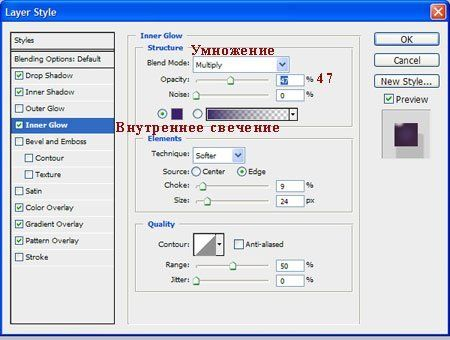 Layer Style
Styles
Blending Options: Default
Drop Shadow
Inner Shadow
Outer Glow
Inner Glow
Bevel and Emboss
Contour
Texture
Satin
Color Overlay
Gradient Overlay
Pattern Overlay
Stroke
Inner Glow
Structure
Умножение
Blend Mode: Multiply
Opacity: 47 % 47
Noise: 0 %
Внутреннее свечение
Elements
Technique: Softer
Source: Center Edge
Choke: 9 %
Size: 24 px
Quality
Contour: Anti-aliased
Range: 50 %
Jitter: 0 %
OK
Cancel
New Style...
Preview